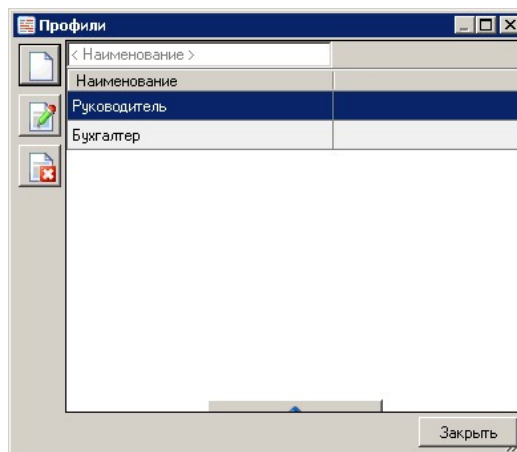 Профили
< Наименование >
Наименование
Руководитель
Бухгалтер
Закрыть